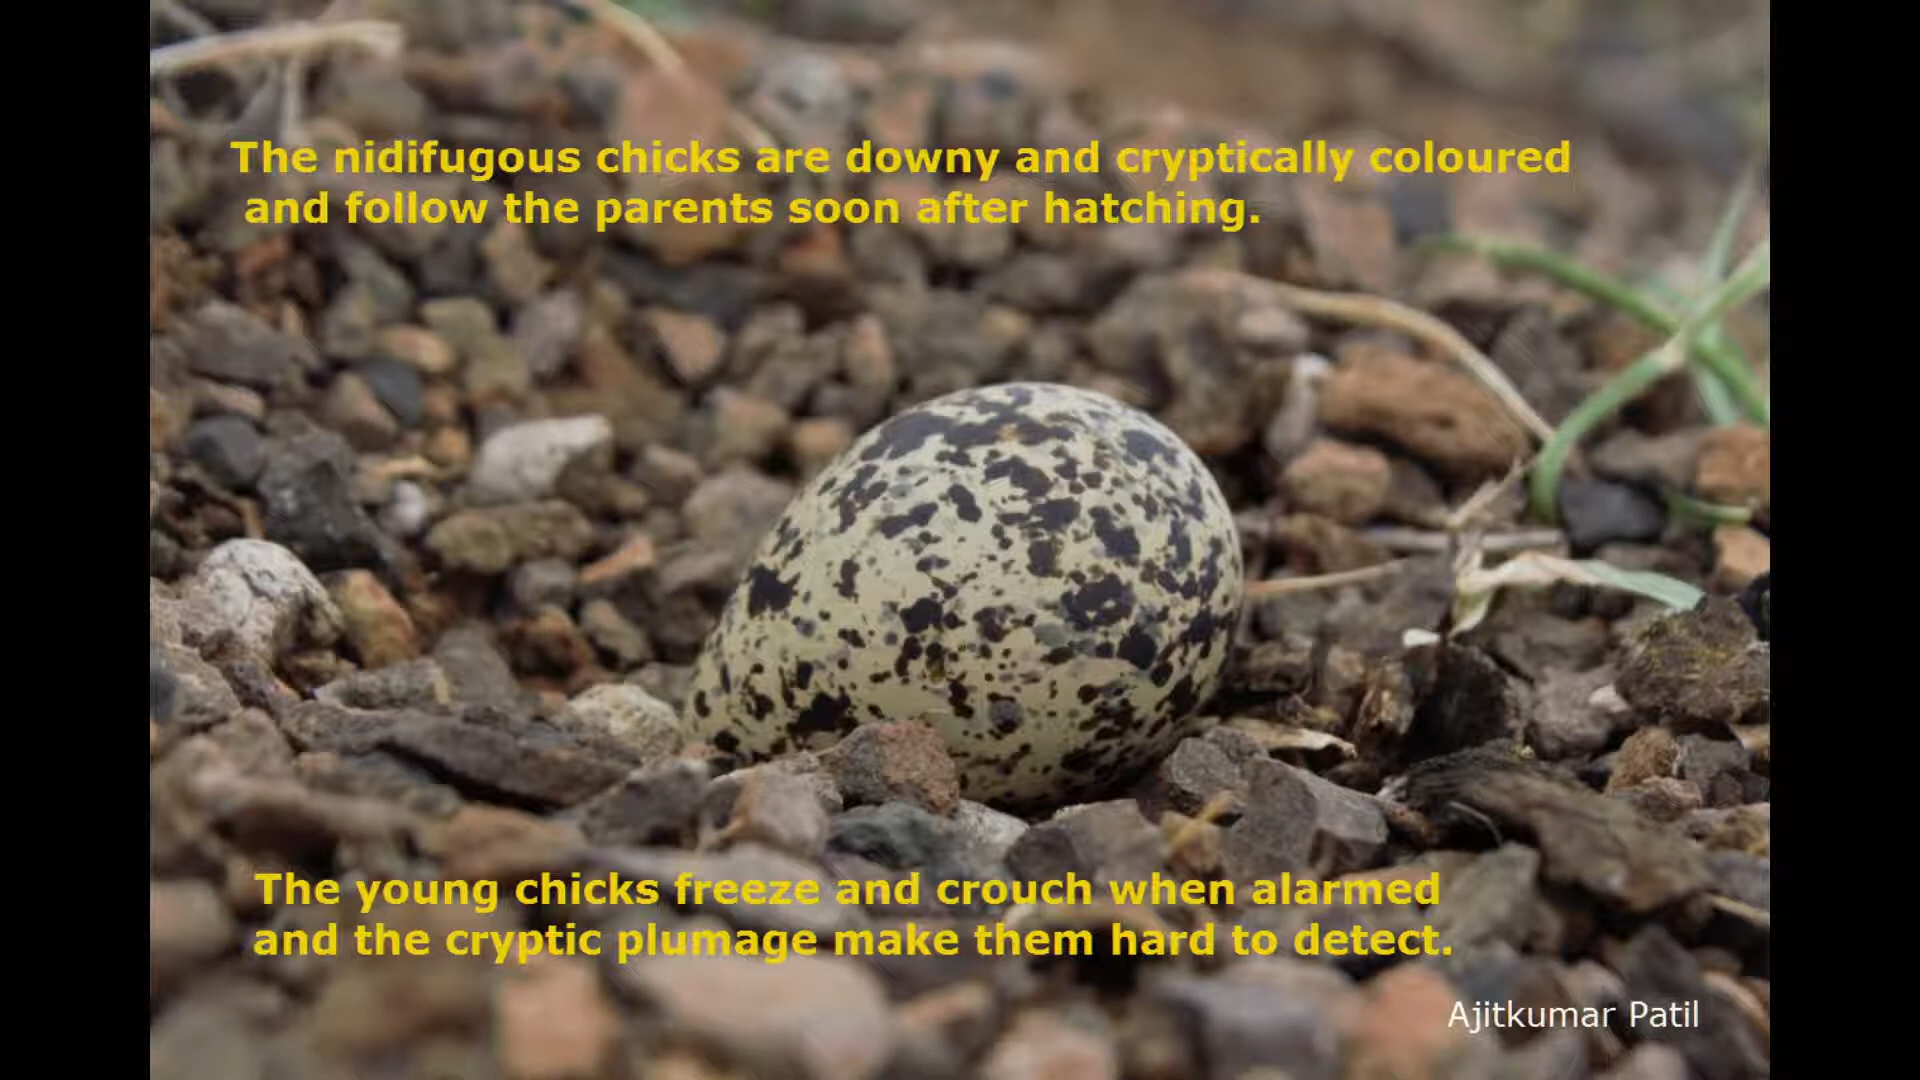 The nidifugous chicks are downy and cryptically coloured
and follow the parents soon after hatching.
The young chicks freeze and crouch when alarmed
and the cryptic plumage make them hard to detect.
Ajitkumar Patil